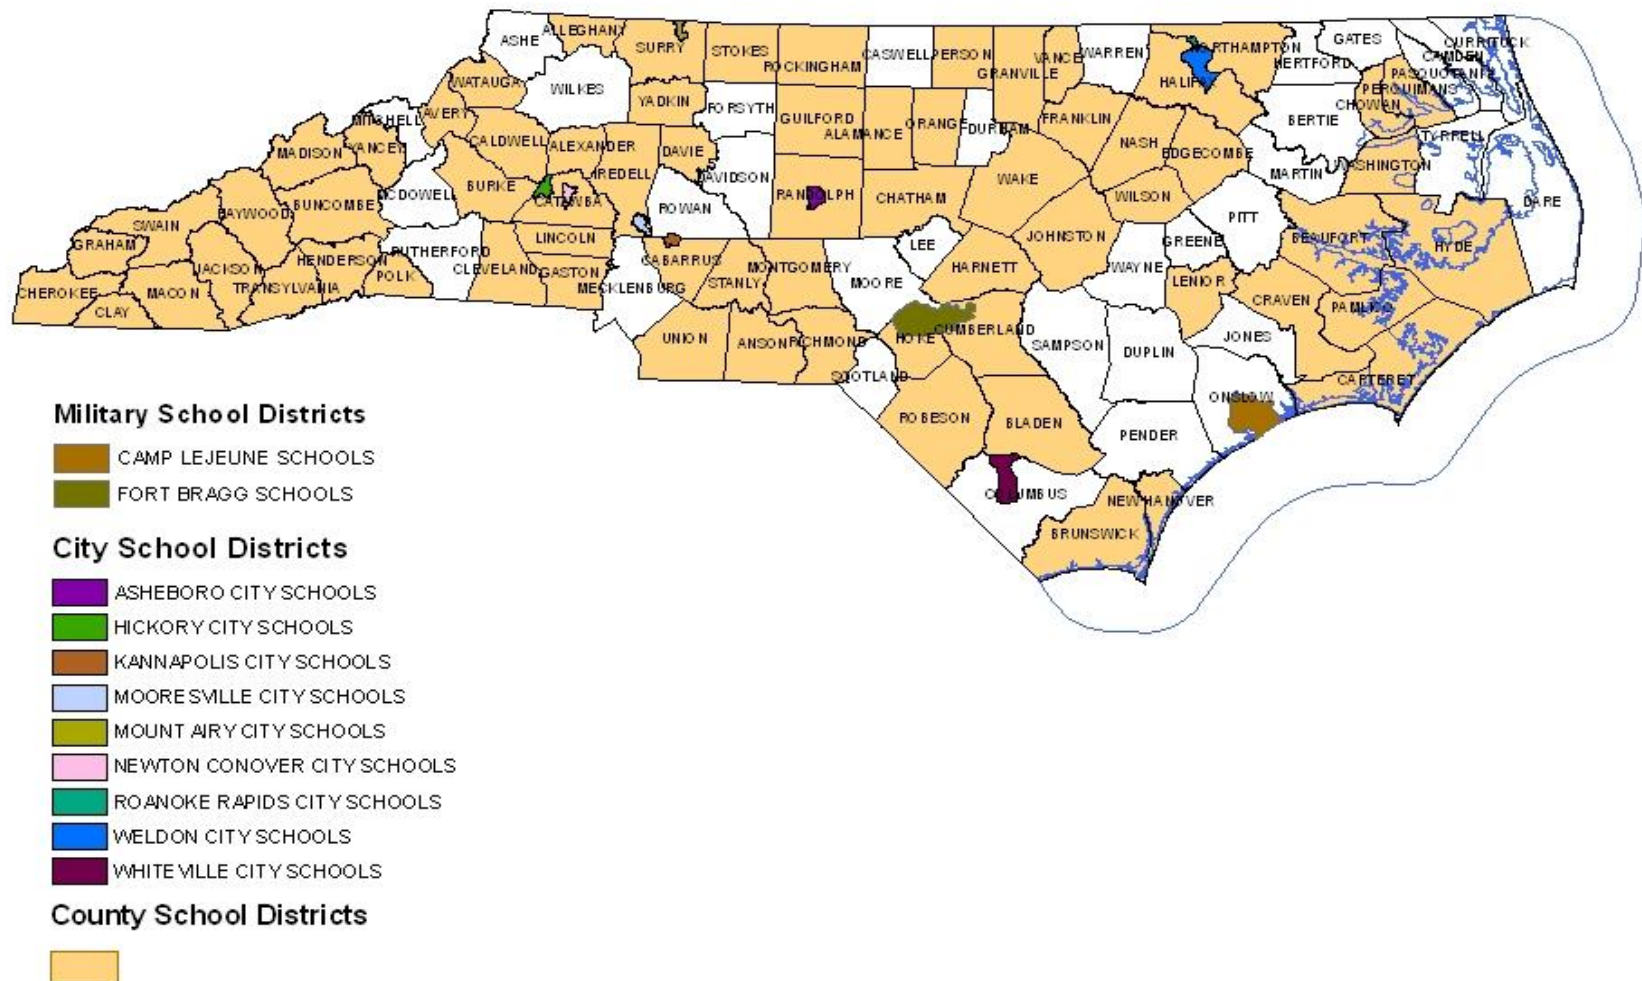 ASHE
ALLEGHANY
SURRY
STOKES
ROCKINGHAM
CASWELL
PERSON
GRANVILLE
VANCE
WARREN
NORTHAMPTON
HERTFORD
GATES
CURRITUCK
CAMDEN
PASQUOTANK
PERQUIMANS
CHOWAN
WATAUGA
WILKES
YADKIN
FORSYTH
GUILFORD
ALAMANCE
ORANGE
DURHAM
FRANKLIN
HALIFAX
BERTIE
MITCHELL
AVERY
CALDWELL
ALEXANDER
DAVIE
NASH
EDGECOMBE
TYRRELL
WASHINGTON
MARTIN
MADISON
YANCEY
BURKE
IREDELL
DAVIDSON
RANDOLPH
CHATHAM
WAKE
WILSON
PITT
DARE
BUNCOMBE
MCDOWELL
CATAWBA
ROWAN
HAYWOOD
SWAIN
GRAHAM
RUTHERFORD
LINCOLN
LEE
JOHNSTON
GREENE
BEAUFORT
HYDE
CHEROKEE
MACON
JACKSON
HENDERSON
TRANSYLVANIA
POLK
CLEVELAND
GASTON
MECKLENBURG
CABARRUS
STANLY
MONTGOMERY
MOORE
HARNETT
WAYNE
LENIOR
CRAVEN
PAMLICO
CLAY
UNION
ANSON
RICHMOND
HOKE
CUMBERLAND
SAMPSON
DUPLIN
JONES
SCOTLAND
CARTERET
ONSLOW
ROBESON
BLADEN
PENDER
COLUMBUS
NEW HANOVER
BRUNSWICK
Military School Districts
CAMP LEJEUNE SCHOOLS
FORT BRAGG SCHOOLS
City School Districts
ASHEBORO CITY SCHOOLS
HICKORY CITY SCHOOLS
KANNAPOLIS CITY SCHOOLS
MOORESVILLE CITY SCHOOLS
MOUNT AIRY CITY SCHOOLS
NEWTON CONOVER CITY SCHOOLS
ROANOKE RAPIDS CITY SCHOOLS
WELDON CITY SCHOOLS
WHITEVILLE CITY SCHOOLS
County School Districts